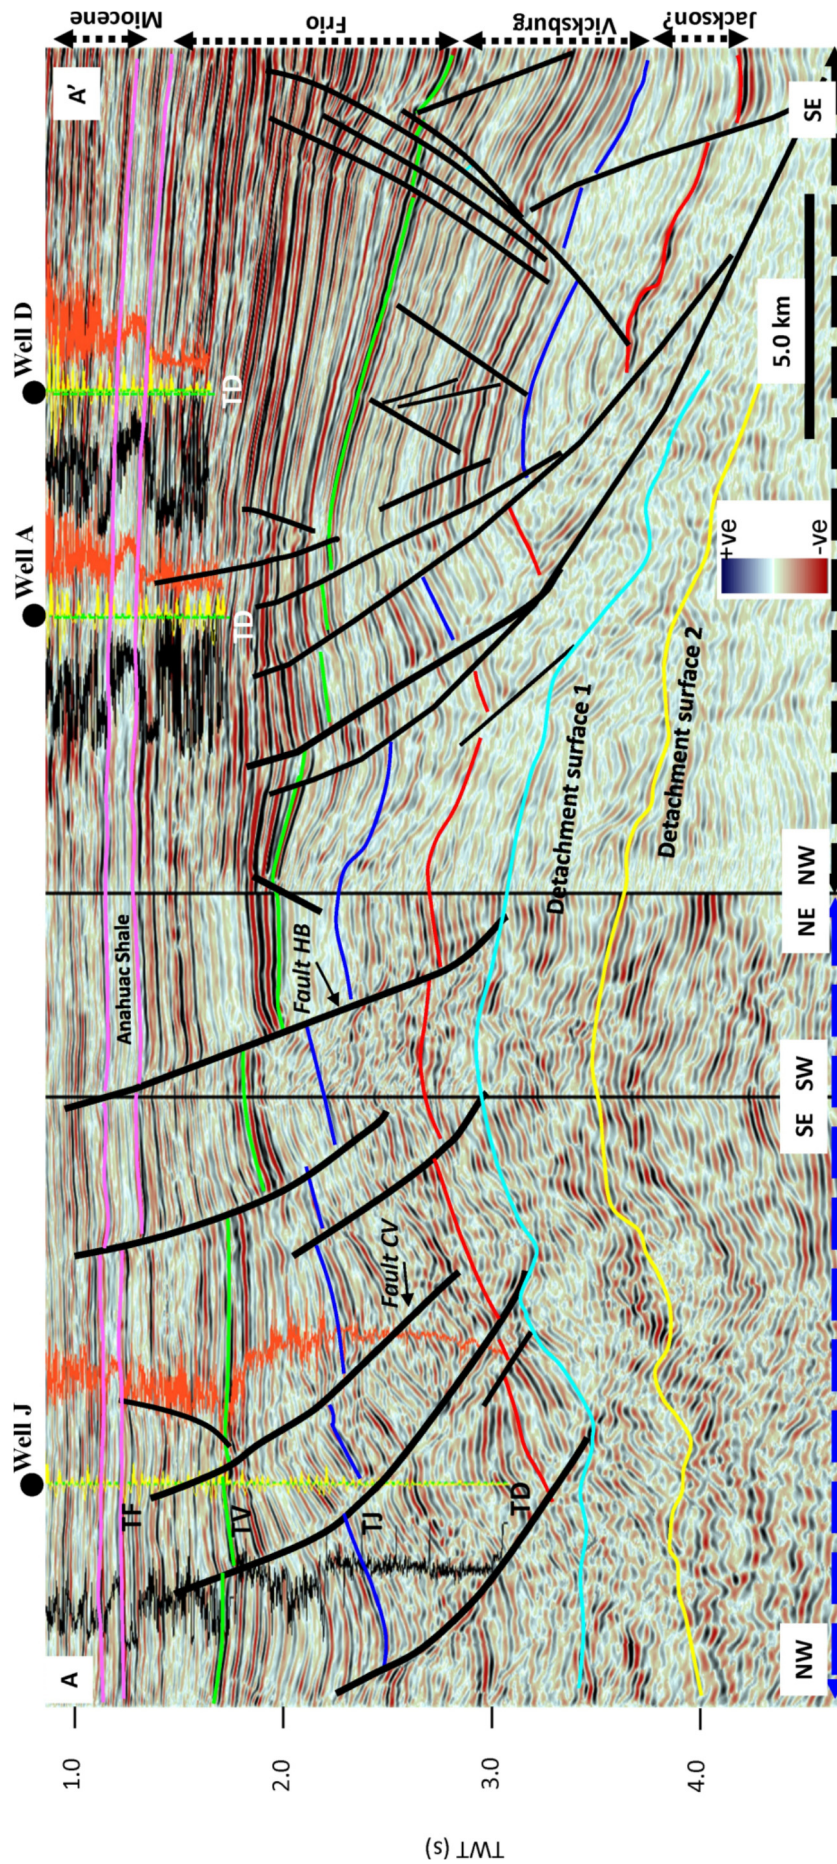 Well J
Well A
Well D
A
A'
Miocene
Frio
Vicksburg
Jackson?
Anahuac Shale
TF
TV
TJ
TD
TD
TD
Fault CV
Fault HB
Detachment surface 1
Detachment surface 2
1.0
2.0
3.0
4.0
TWT (s)
+ve
-ve
5.0 km
NW
SE
SW
NE
NW
SE